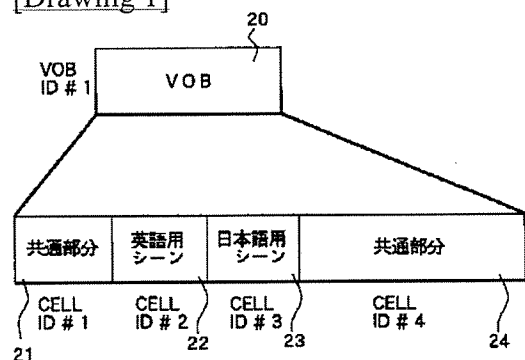 [Drawing 1]
20
VOB
ID # 1
VOB
共通部分
英語用
シーン
日本語用
シーン
共通部分
CELL
ID # 1
CELL
ID # 2
CELL
ID # 3
CELL
ID # 4
21
22
23
24